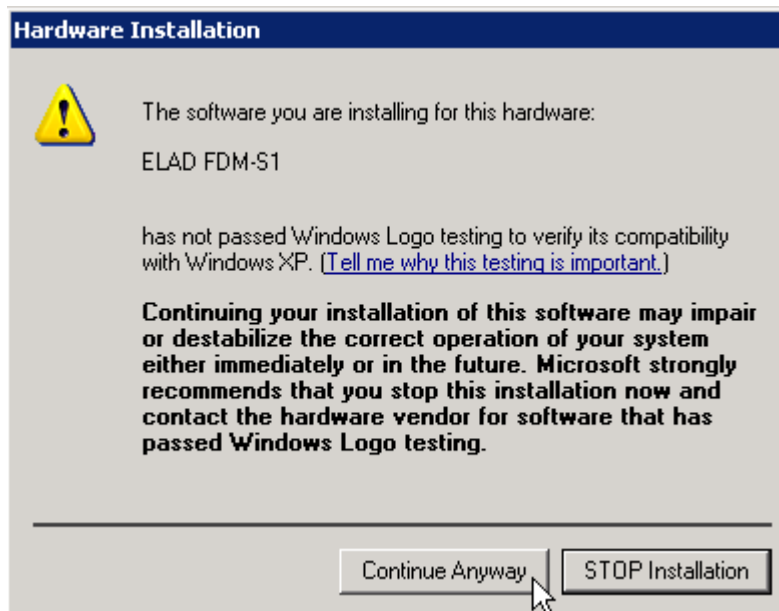 Hardware Installation
The software you are installing for this hardware:
ELAD FDM-S1
has not passed Windows Logo testing to verify its compatibility
with Windows XP. (Tell me why this testing is important.)
Continuing your installation of this software may impair
or destabilize the correct operation of your system
either immediately or in the future. Microsoft strongly
recommends that you stop this installation now and
contact the hardware vendor for software that has
passed Windows Logo testing.
Continue Anyway STOP Installation